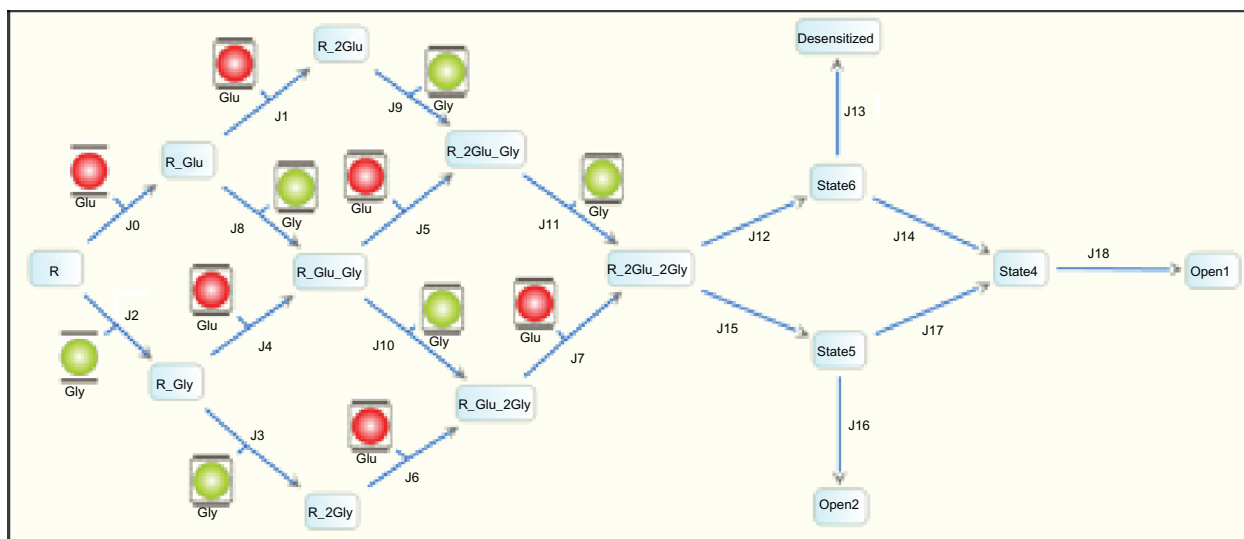 Desensitized
R_2Glu
Glu
Gly
J1
J9
J13
R_Glu
R_2Glu_Gly
State6
Glu
Gly
Glu
Gly
J0
J8
J5
J11
J12
J14
R
R_Glu_Gly
R_2Glu_2Gly
State4
J18
Open1
J2
Glu
Gly
Glu
J4
J10
J7
J15
J17
State5
Gly
R_Gly
R_Glu_2Gly
J16
J3
Glu
Gly
J6
R_2Gly
Open2